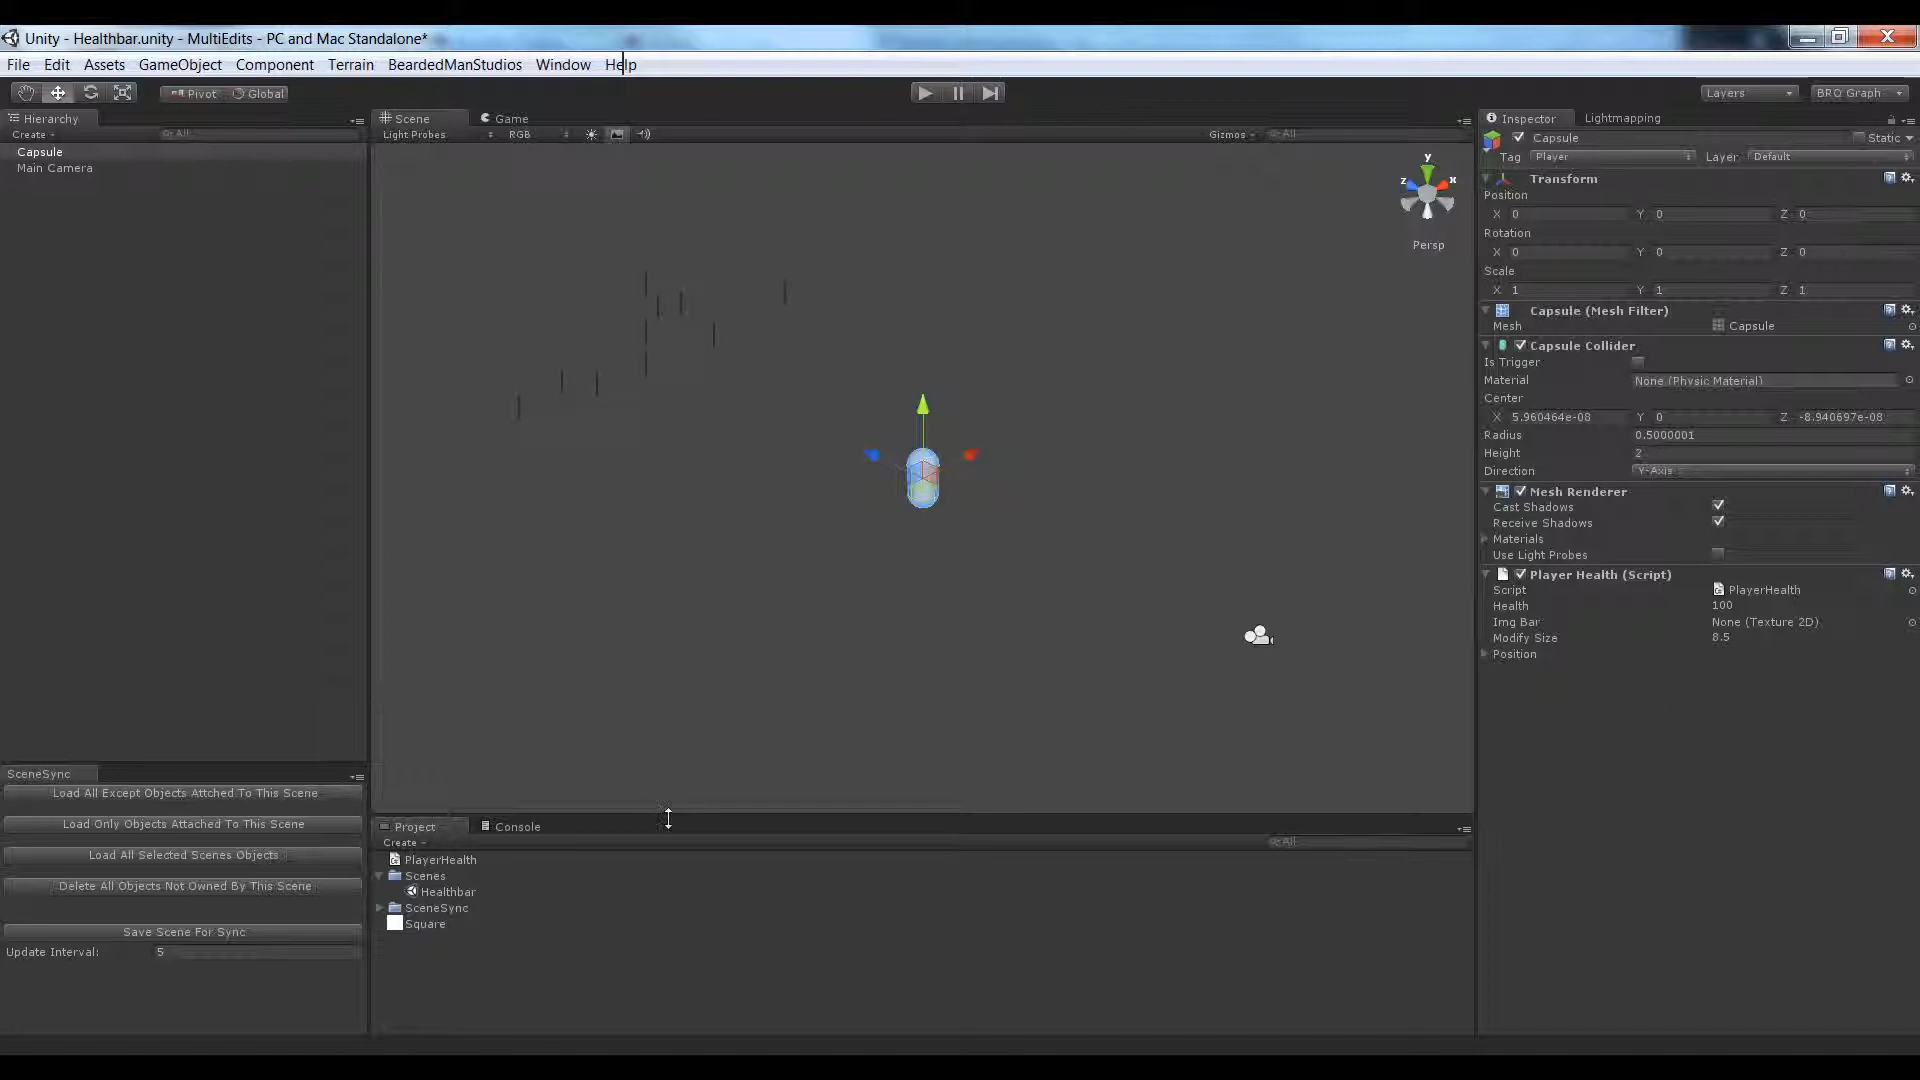 Unity - Healthbar.unity - MultiEdits - PC and Mac Standalone*
File Edit Assets GameObject Component Terrain BeardedManStudios Window Help
Pivot Global Layers BRO Graph
Hierarchy
Create All
Capsule
Main Camera
Scene Game
Light Probes RGB Gizmos All
y
z x
Persp
Inspector Lightmapping
Capsule Static
Tag Player Layer Default
Transform
Position
X 0 Y 0 Z 0
Rotation
X 0 Y 0 Z 0
Scale
X 1 Y 1 Z 1
Capsule (Mesh Filter)
Mesh Capsule
Capsule Collider
Is Trigger
Material None (Physic Material)
Center
X 5.960464e-08 Y 0 Z -8.940697e-08
Radius 0.5000001
Height 2
Direction Y-Axis
Mesh Renderer
Cast Shadows
Receive Shadows
Materials
Use Light Probes
Player Health (Script)
Script PlayerHealth
Health 100
Img Bar None (Texture 2D)
Modify Size 8.5
Position
SceneSync
Load All Except Objects Attched To This Scene
Load Only Objects Attached To This Scene
Load All Selected Scenes Objects
Delete All Objects Not Owned By This Scene
Save Scene For Sync
Update Interval: 5
Project Console
Create All
PlayerHealth
Scenes
Healthbar
SceneSync
Square